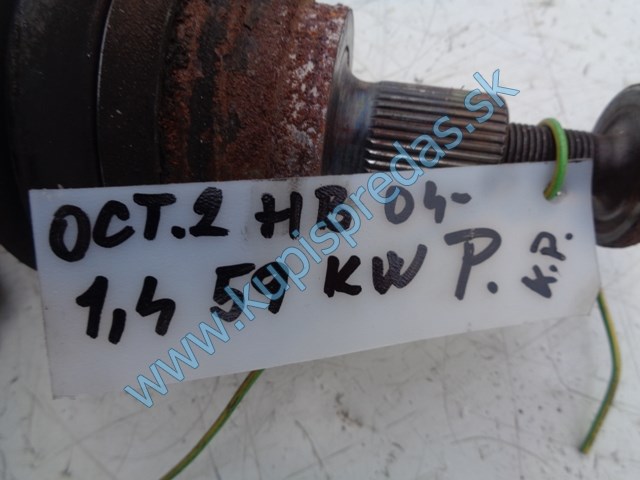 OCT.2 HB 04-
1,4 59 KW P. K.P.
www.kupispredas.sk